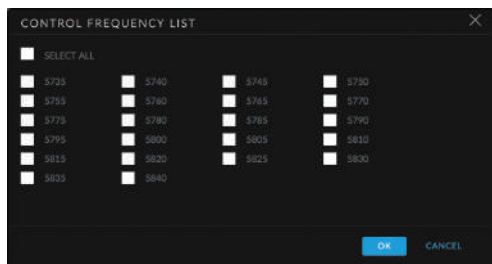 CONTROL FREQUENCY LIST
SELECT ALL
5735 5740 5745 5750
5755 5760 5765 5770
5775 5780 5785 5790
5795 5800 5805 5810
5815 5820 5825 5830
5835 5840
OK CANCEL